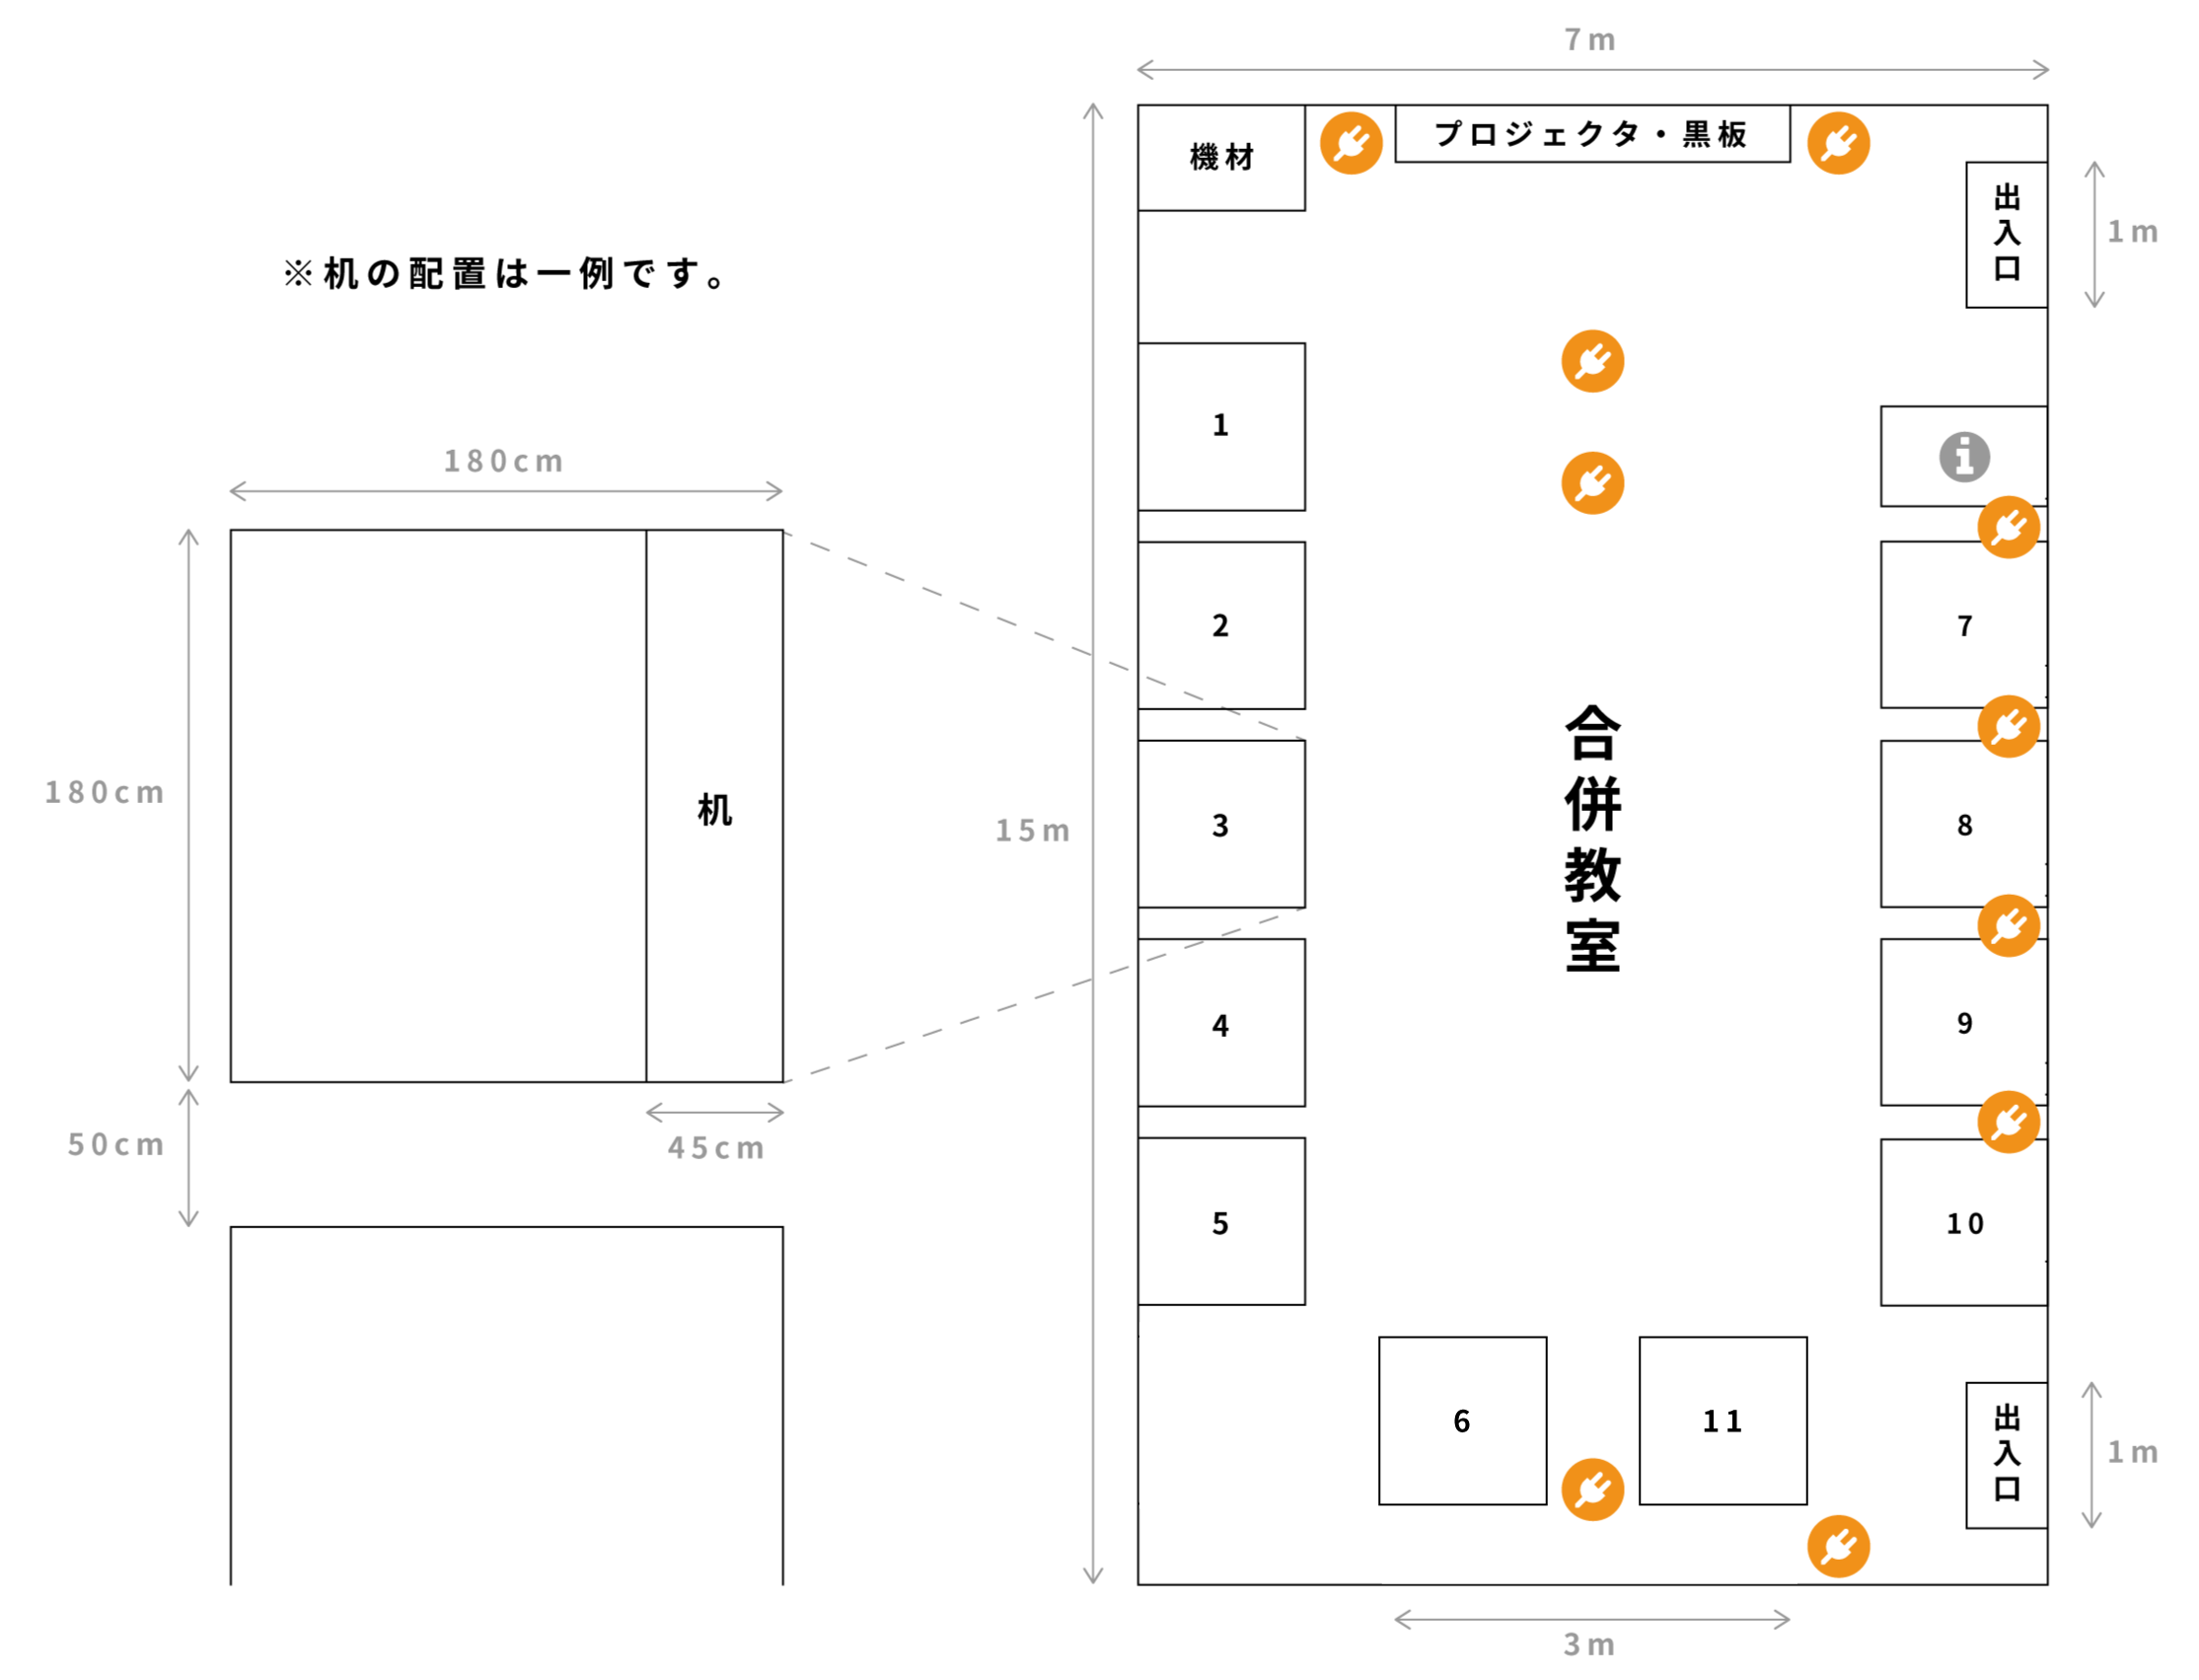 7m
機材
プロジェクタ・黒板
出入口
1m
※机の配置は一例です。
1
180cm
2
7
合併教室
180cm
机
15m
3
8
4
9
50cm
45cm
5
10
6
11
出入口
1m
3m